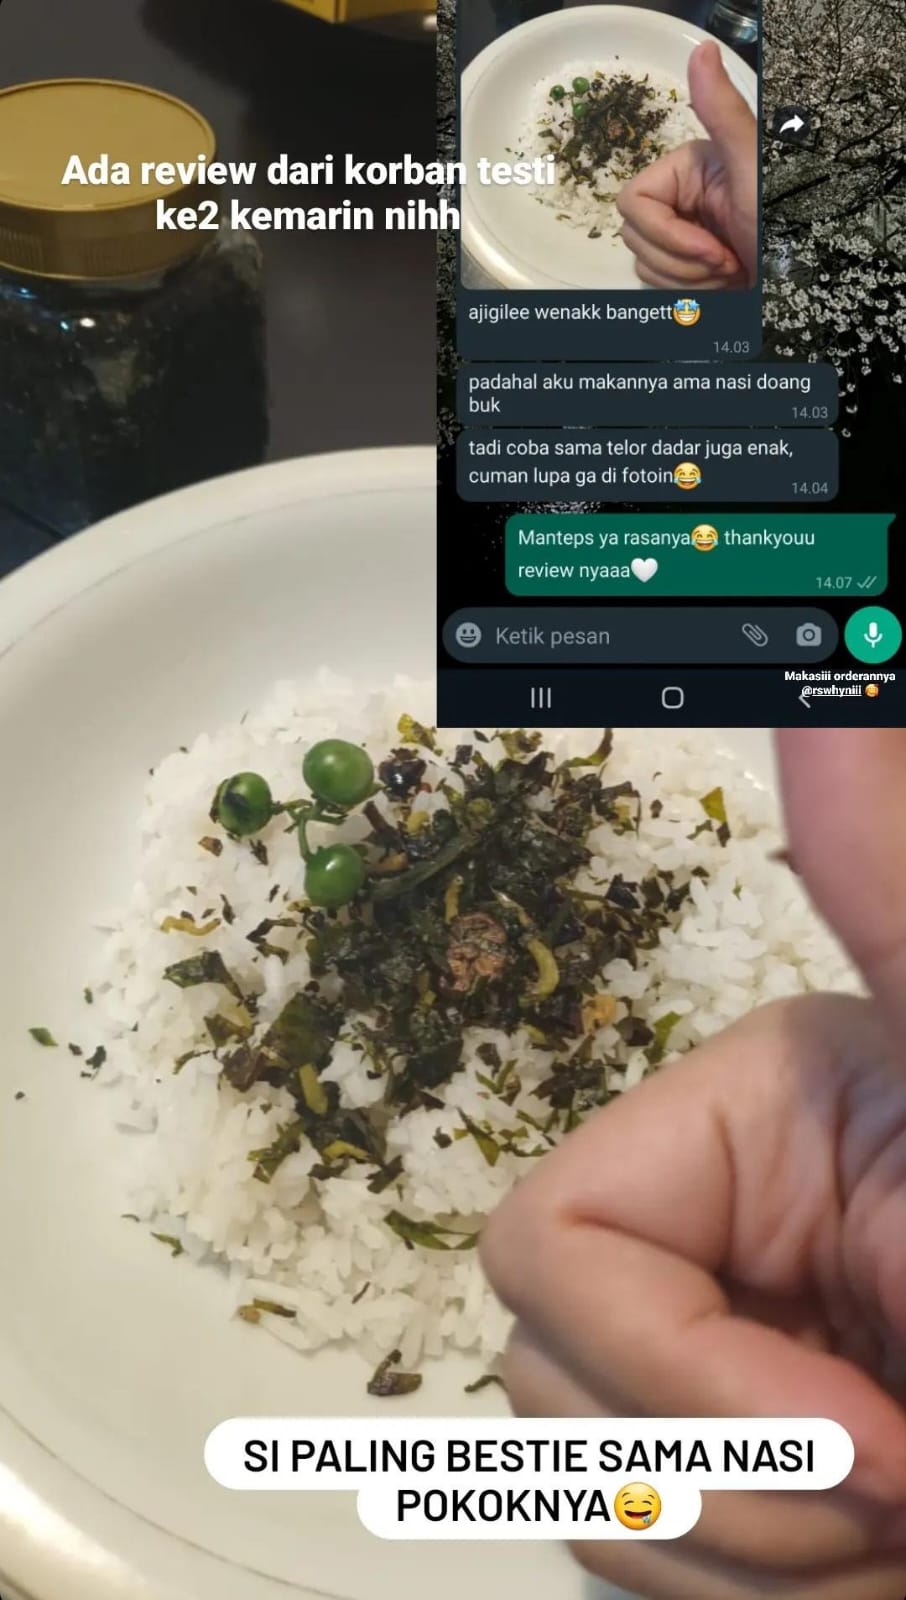 Ada review dari korban testi
ke2 kemarin nihh
ajigilee wenakk bangett🤩
14.03
padahal aku makannya ama nasi doang
buk
14.03
tadi coba sama telor dadar juga enak,
cuman lupa ga di fotoin😂
14.04
Manteps ya rasanya😂 thankyouu
review nyaaa🤍
14.07
Ketik pesan
Makasiii orderannya
@rswhyniii 🥰
SI PALING BESTIE SAMA NASI
POKOKNYA🤤